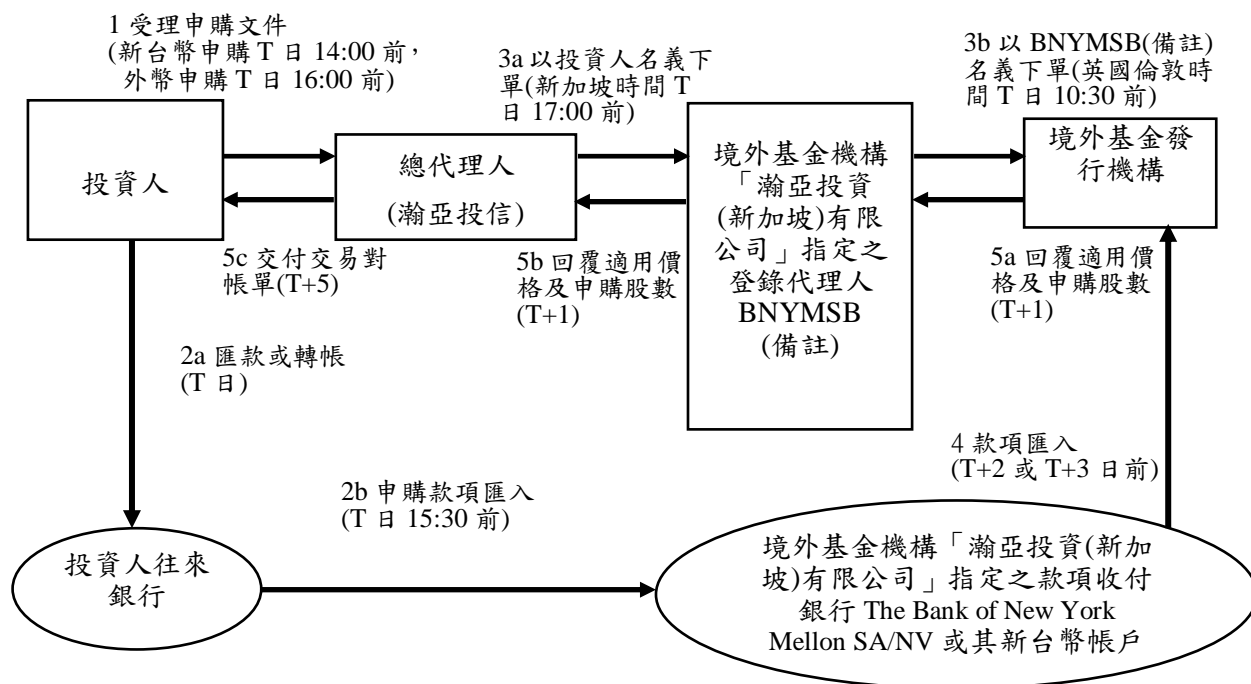 1 受理申購文件
(新台幣申購 T 日 14:00 前，
外幣申購 T 日 16:00 前)
3a 以投資人名義下
單(新加坡時間 T
日 17:00 前)
3b 以 BNYMSB(備註)
名義下單(英國倫敦時
間 T 日 10:30 前)
投資人
總代理人
(瀚亞投信)
境外基金機構
「瀚亞投資
(新加坡)有限
公司」指定之
登錄代理人
BNYMSB
(備註)
境外基金發
行機構
5c 交付交易對
帳單(T+5)
5b 回覆適用價
格及申購股數
(T+1)
5a 回覆適用價
格及申購股數
(T+1)
2a 匯款或轉帳
(T 日)
4 款項匯入
(T+2 或 T+3 日前)
2b 申購款項匯入
(T 日 15:30 前)
投資人往來
銀行
境外基金機構「瀚亞投資(新加
坡)有限公司」指定之款項收付
銀行 The Bank of New York
Mellon SA/NV 或其新台幣帳戶